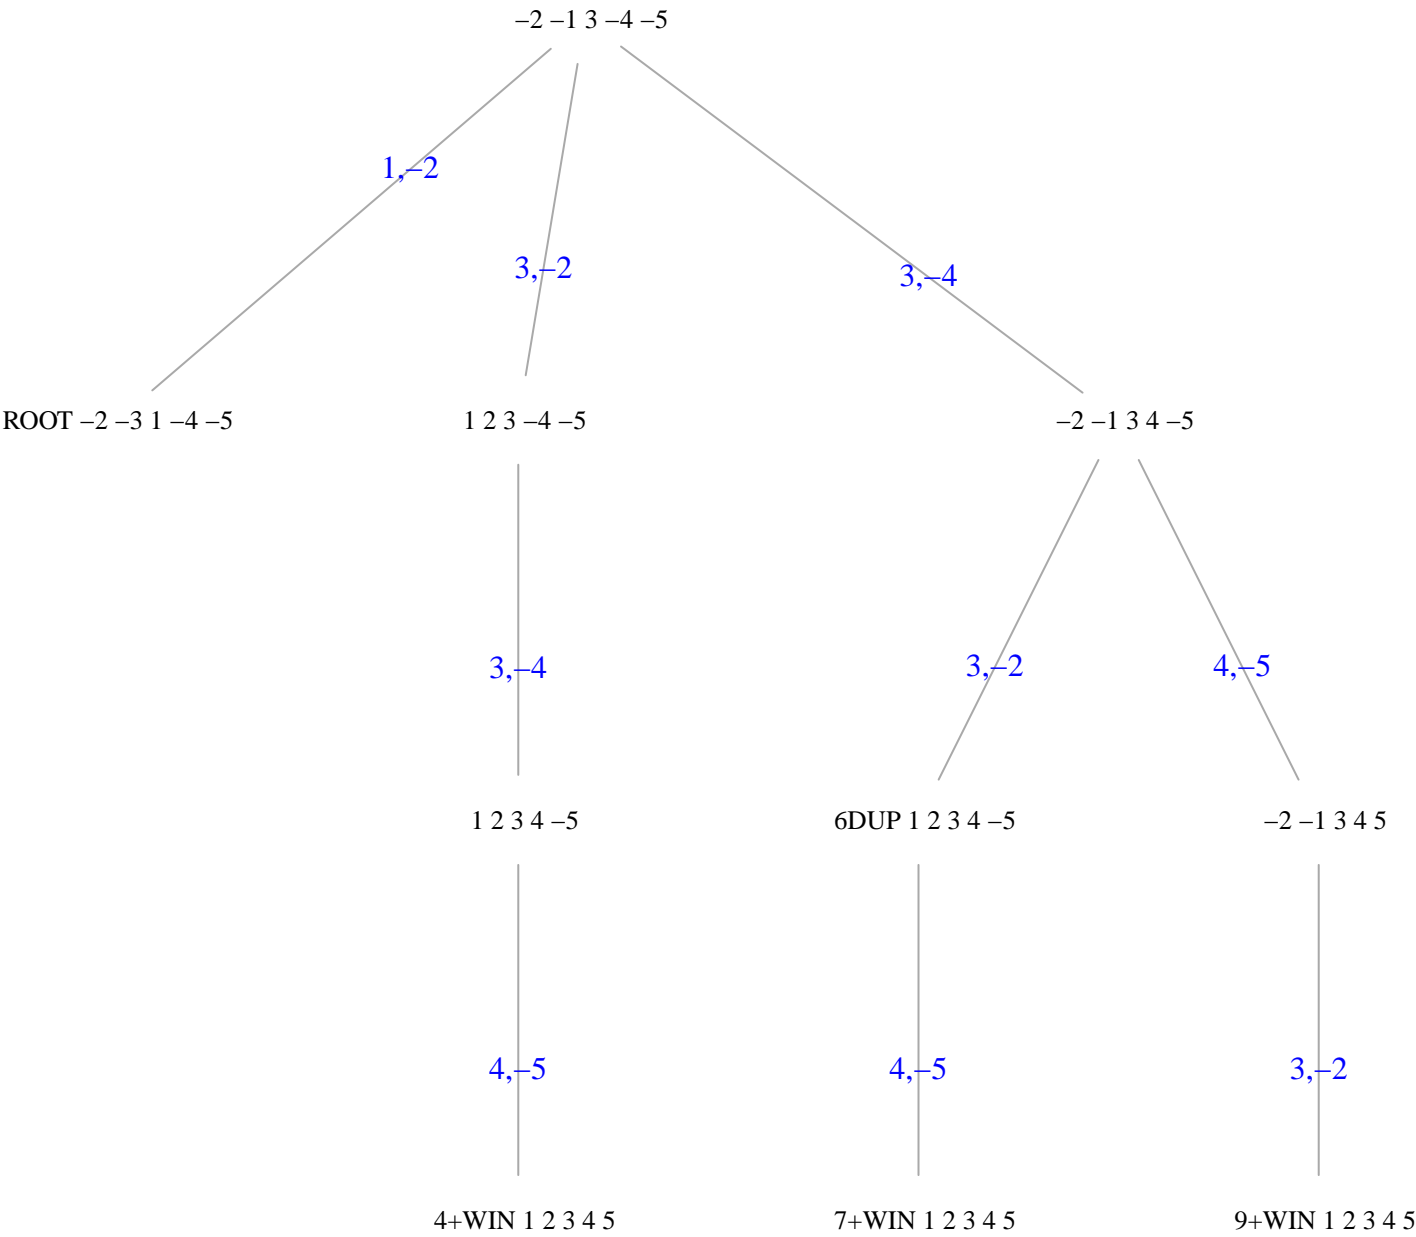 –2 –1 3 –4 –5
1,–2
3,–2
3,–4
ROOT –2 –3 1 –4 –5
1 2 3 –4 –5
–2 –1 3 4 –5
3,–4
3,–2
4,–5
1 2 3 4 –5
6DUP 1 2 3 4 –5
–2 –1 3 4 5
4,–5
4,–5
3,–2
4+WIN 1 2 3 4 5
7+WIN 1 2 3 4 5
9+WIN 1 2 3 4 5